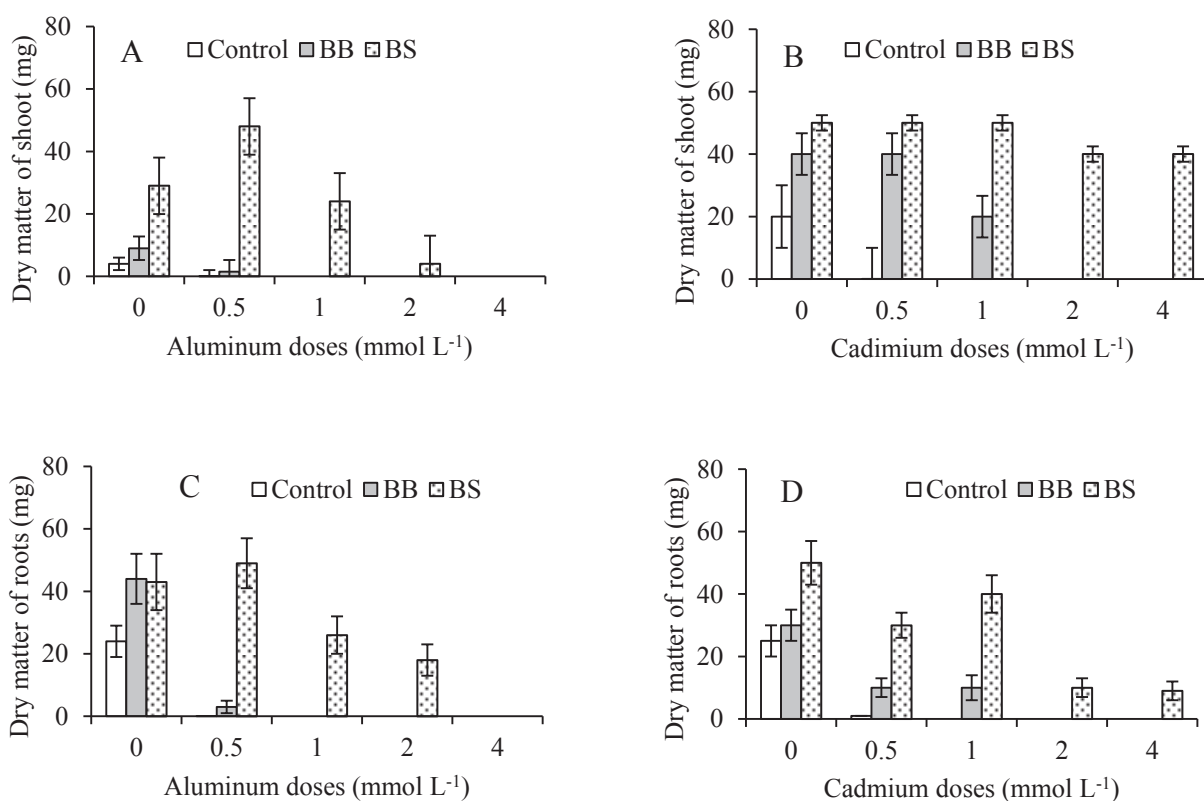 A
Control BB BS
Dry matter of shoot (mg)
80
60
40
20
0
0 0.5 1 2 4
Aluminum doses (mmol L⁻¹)
B
Control BB BS
Dry matter of shoot (mg)
80
60
40
20
0
0 0.5 1 2 4
Cadimium doses (mmol L⁻¹)
C
Control BB BS
Dry matter of roots (mg)
80
60
40
20
0
0 0.5 1 2 4
Aluminum doses (mmol L⁻¹)
D
Control BB BS
Dry matter of roots (mg)
80
60
40
20
0
0 0.5 1 2 4
Cadmium doses (mmol L⁻¹)